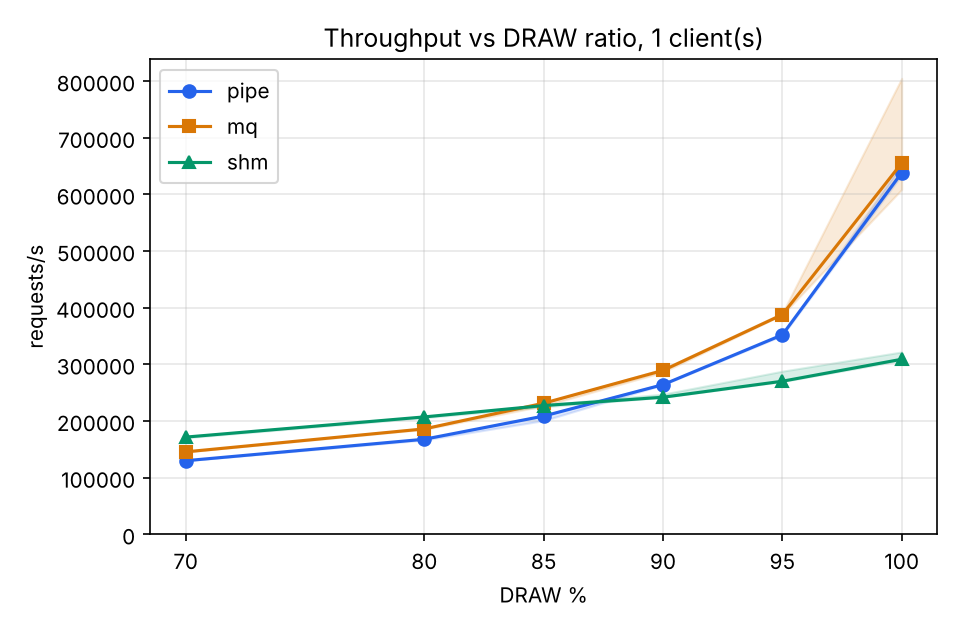 Throughput vs DRAW ratio, 1 client(s)
pipe
mq
shm
800000
700000
600000
500000
400000
300000
200000
100000
0
requests/s
70 80 85 90 95 100
DRAW %